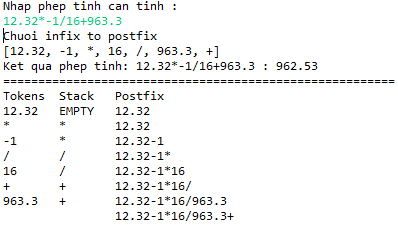 Nhap phep tinh can tinh :
12.32*-1/16+963.3
Chuoi infix to postfix
[12.32, -1, *, 16, /, 963.3, +]
Ket qua phep tinh: 12.32*-1/16+963.3 : 962.53
========================================================
Tokens Stack Postfix
12.32 EMPTY 12.32
* * 12.32
-1 * 12.32-1
/ / 12.32-1*
16 / 12.32-1*16
+ + 12.32-1*16/
963.3 + 12.32-1*16/963.3
12.32-1*16/963.3+